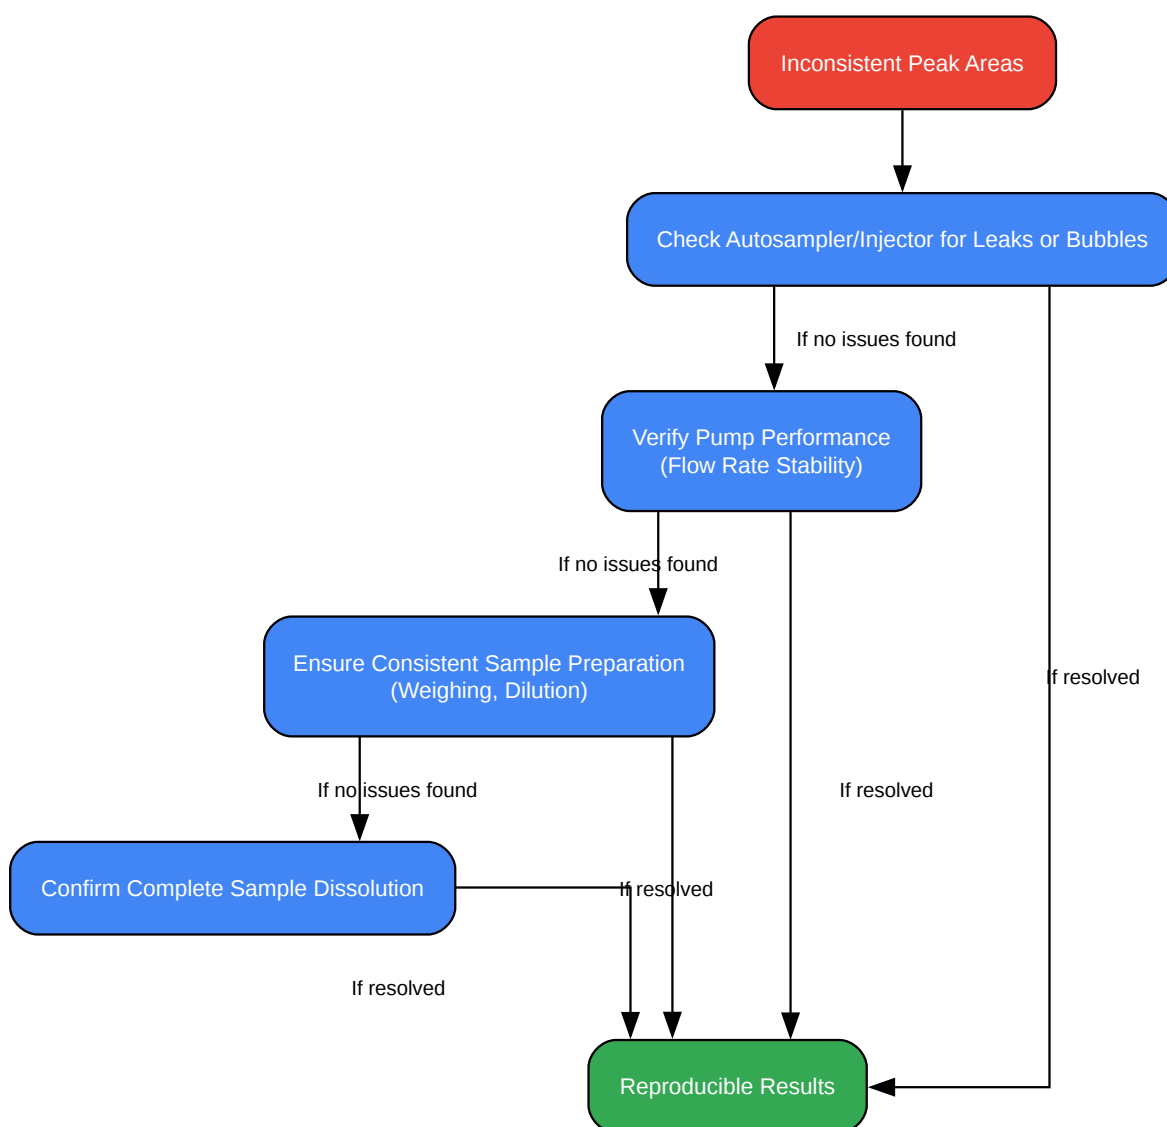 Inconsistent Peak Areas
Check Autosampler/Injector for Leaks or Bubbles
If no issues found
Verify Pump Performance
(Flow Rate Stability)
If no issues found
Ensure Consistent Sample Preparation
(Weighing, Dilution)
If resolved
If no issues found
If resolved
Confirm Complete Sample Dissolution
If resolved
If resolved
Reproducible Results